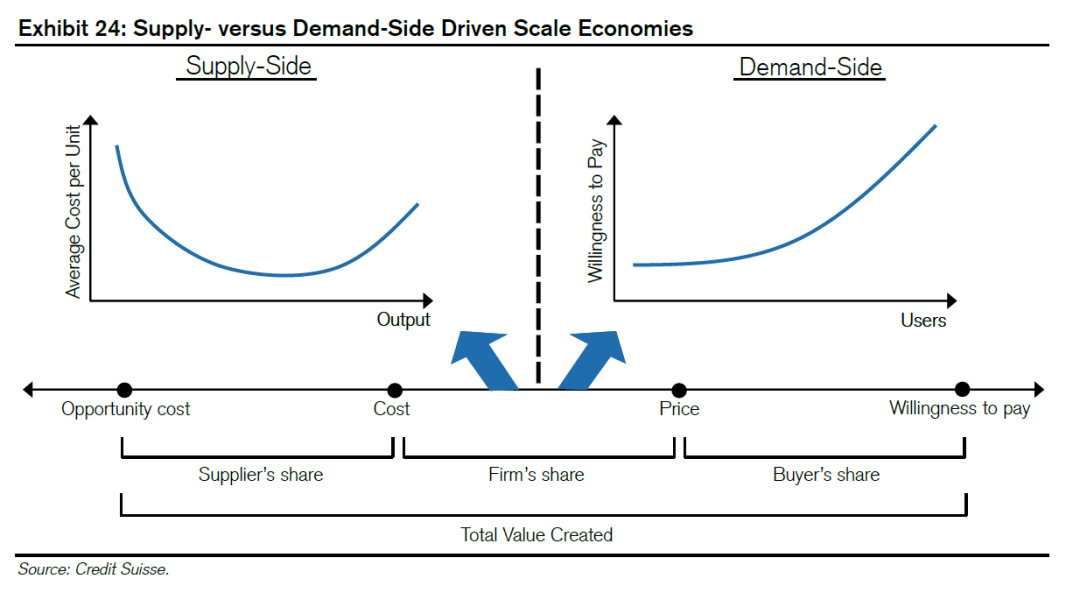 Exhibit 24: Supply- versus Demand-Side Driven Scale Economies
Supply-Side
Average Cost per Unit
Output
Demand-Side
Willingness to Pay
Users
Opportunity cost
Cost
Price
Willingness to pay
Supplier's share
Firm's share
Buyer's share
Total Value Created
Source: Credit Suisse.